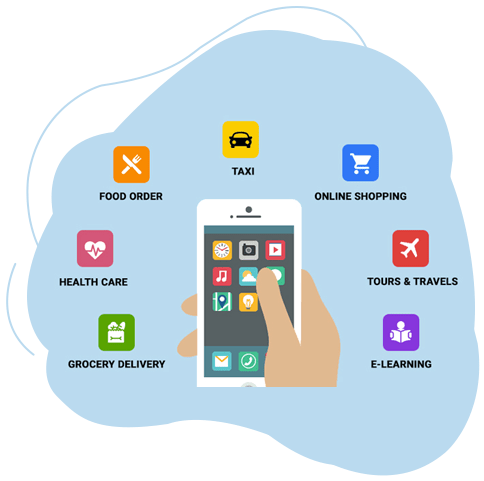 TAXI
FOOD ORDER
ONLINE SHOPPING
HEALTH CARE
TOURS & TRAVELS
GROCERY DELIVERY
E-LEARNING